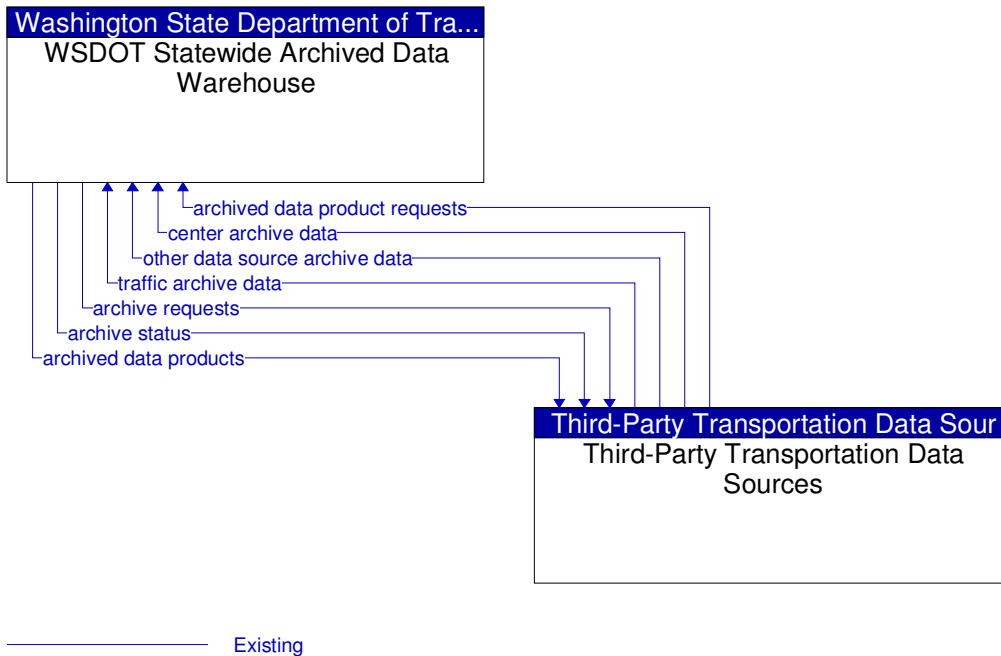 Washington State Department of Tra...
WSDOT Statewide Archived Data
Warehouse
archived data product requests
center archive data
other data source archive data
traffic archive data
archive requests
archive status
archived data products
Third-Party Transportation Data Sour
Third-Party Transportation Data
Sources
Existing